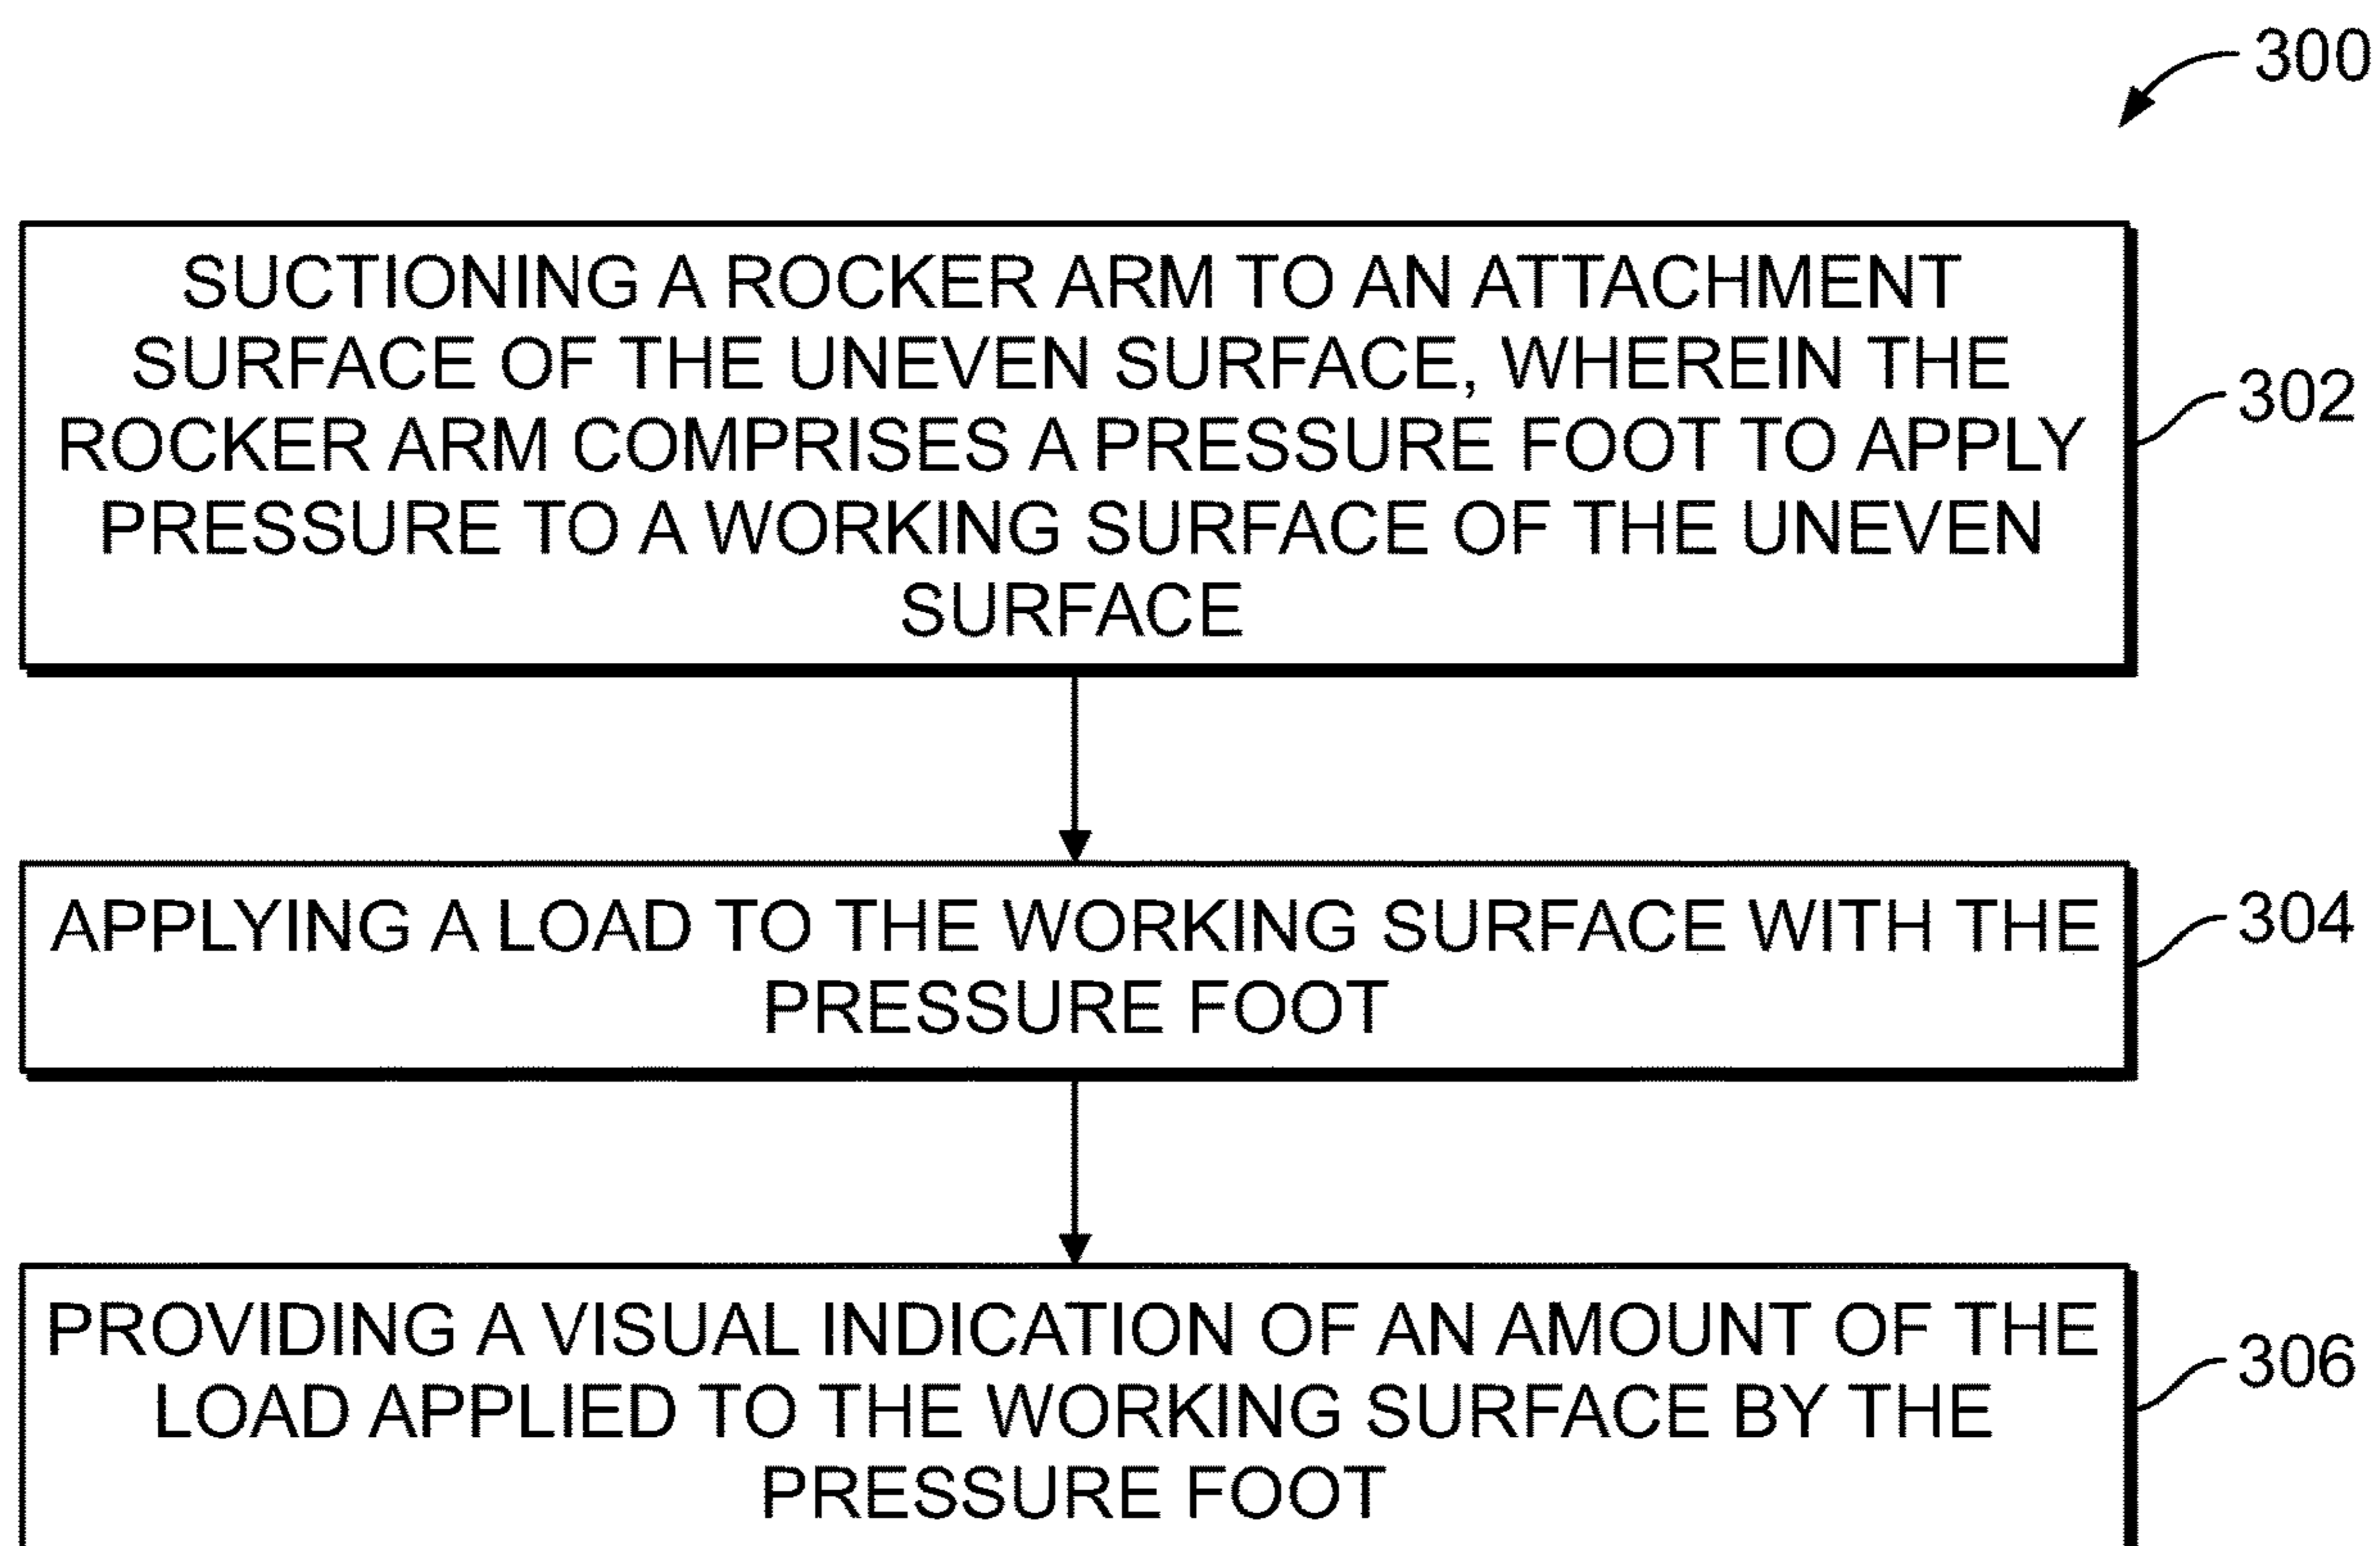 300
SUCTIONING A ROCKER ARM TO AN ATTACHMENT
SURFACE OF THE UNEVEN SURFACE, WHEREIN THE
ROCKER ARM COMPRISES A PRESSURE FOOT TO APPLY
PRESSURE TO A WORKING SURFACE OF THE UNEVEN
SURFACE
302
APPLYING A LOAD TO THE WORKING SURFACE WITH THE
PRESSURE FOOT
304
PROVIDING A VISUAL INDICATION OF AN AMOUNT OF THE
LOAD APPLIED TO THE WORKING SURFACE BY THE
PRESSURE FOOT
306